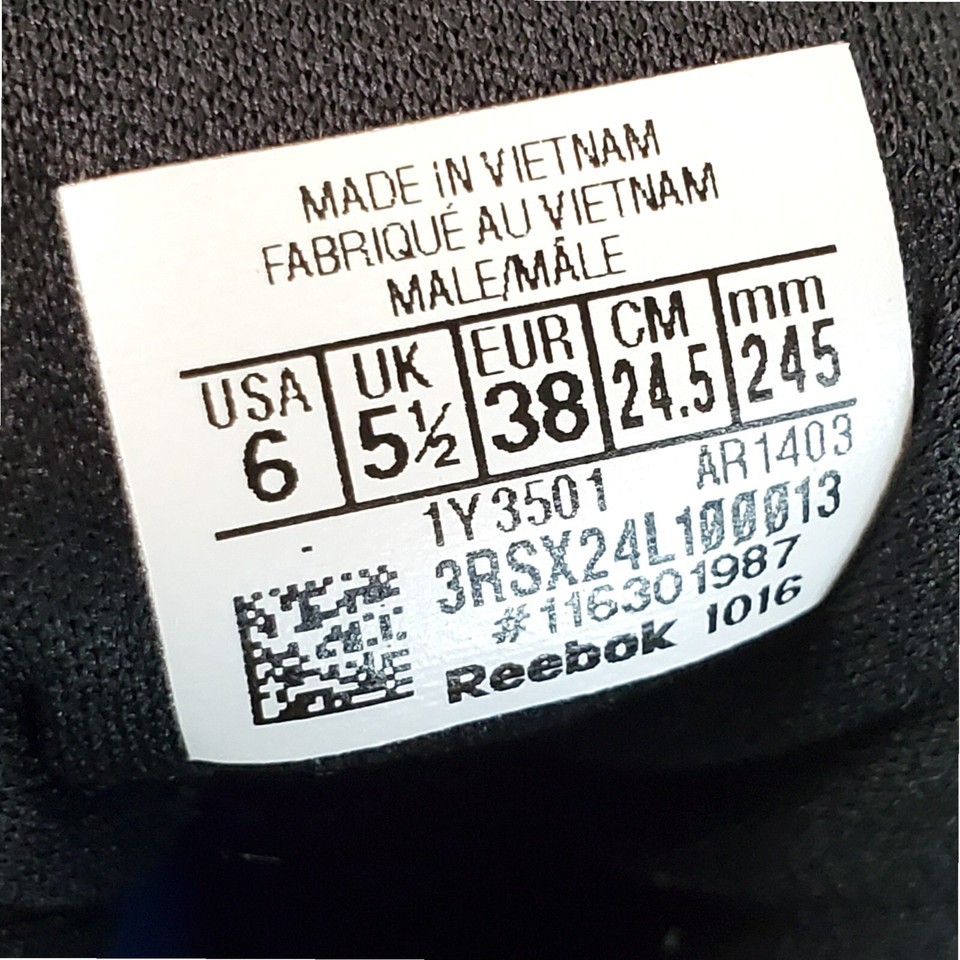 MADE IN VIETNAM
FABRIQUÉ AU VIETNAM
MALE/MÂLE
USA UK EUR CM mm
6 5½ 38 24.5 245
1Y3501 AR1403
3RSX24L100013
#116301987
Reebok 1016